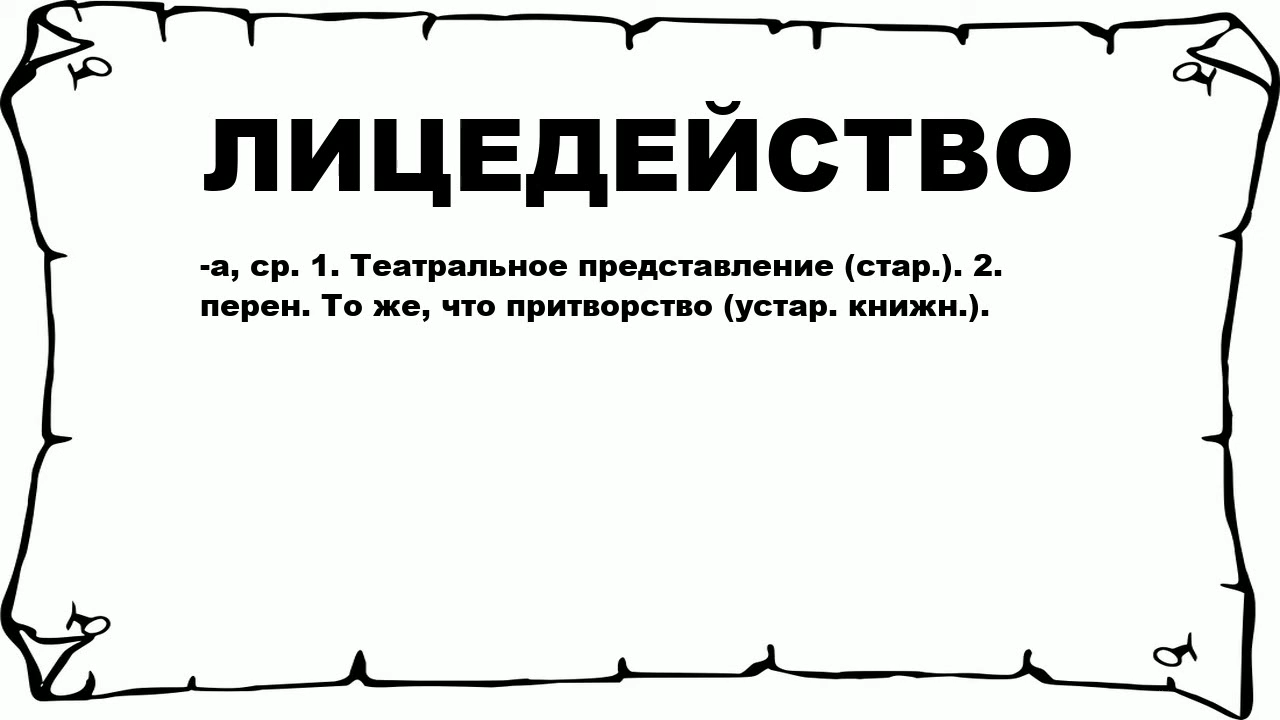 ЛИЦЕДЕЙСТВО
-а, ср. 1. Театральное представление (стар.). 2.
перен. То же, что притворство (устар. книжн.).